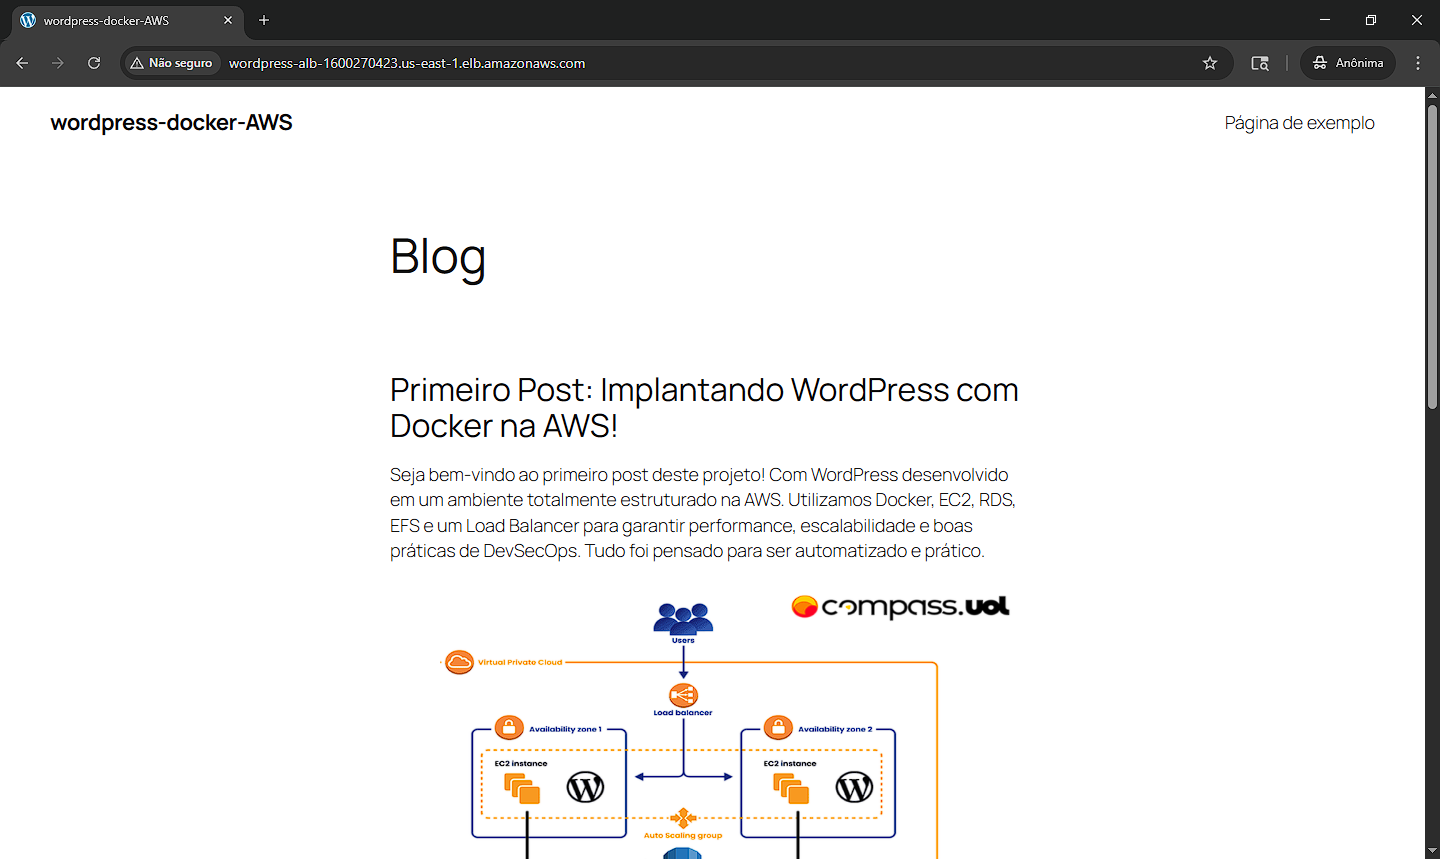 wordpress-docker-AWS
Não seguro
wordpress-alb-1600270423.us-east-1.elb.amazonaws.com
Anônima
wordpress-docker-AWS
Página de exemplo
Blog
Primeiro Post: Implantando WordPress com
Docker na AWS!
Seja bem-vindo ao primeiro post deste projeto! Com WordPress desenvolvido
em um ambiente totalmente estruturado na AWS. Utilizamos Docker, EC2, RDS,
EFS e um Load Balancer para garantir performance, escalabilidade e boas
práticas de DevSecOps. Tudo foi pensado para ser automatizado e prático.
compass.uol
Users
Virtual Private Cloud
Load balancer
Availability zone 1
Availability zone 2
EC2 instance
EC2 instance
Auto Scaling group